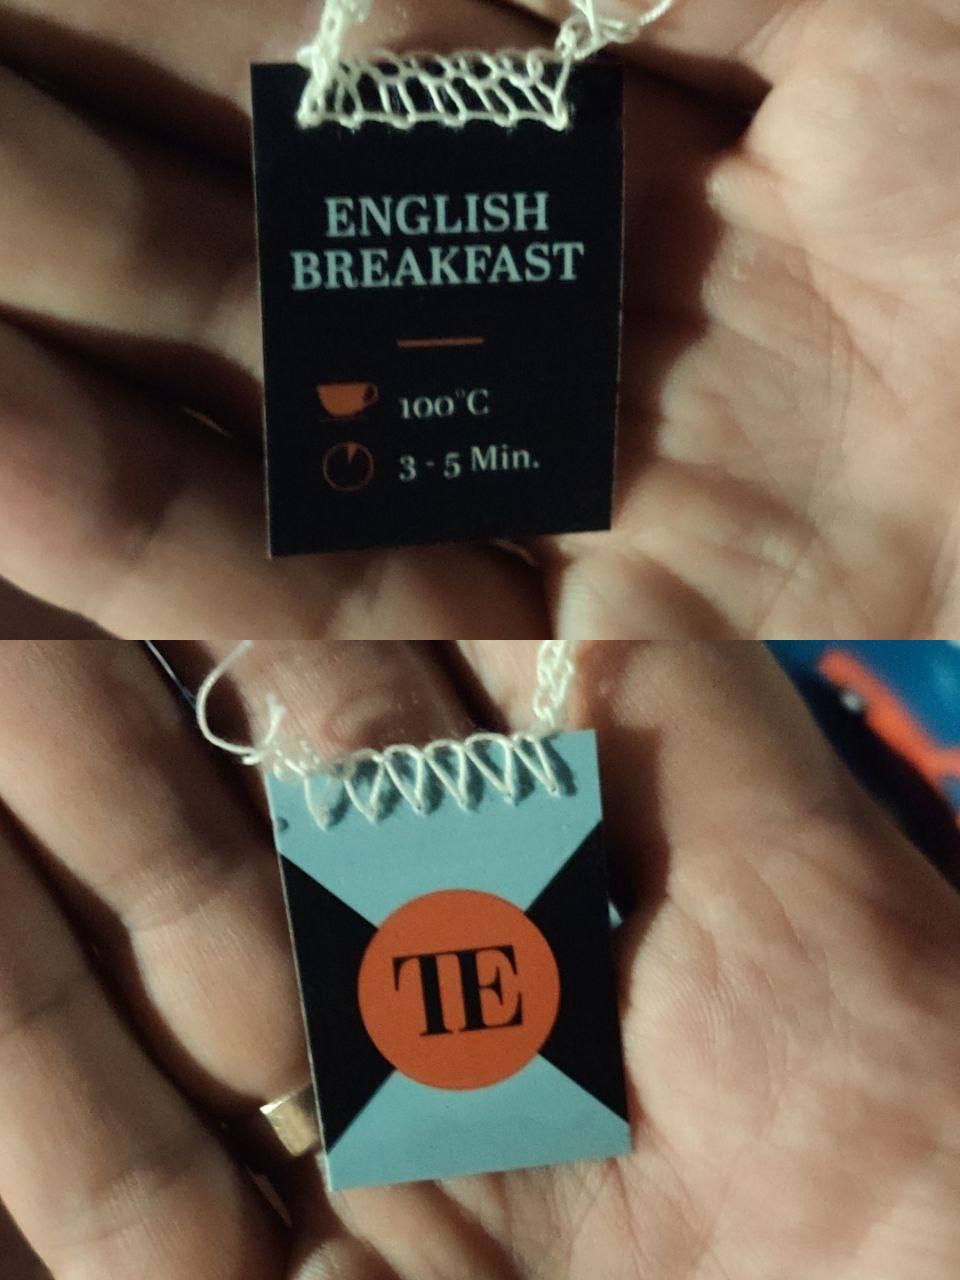 ENGLISH
BREAKFAST
100°C
3 - 5 Min.
TE